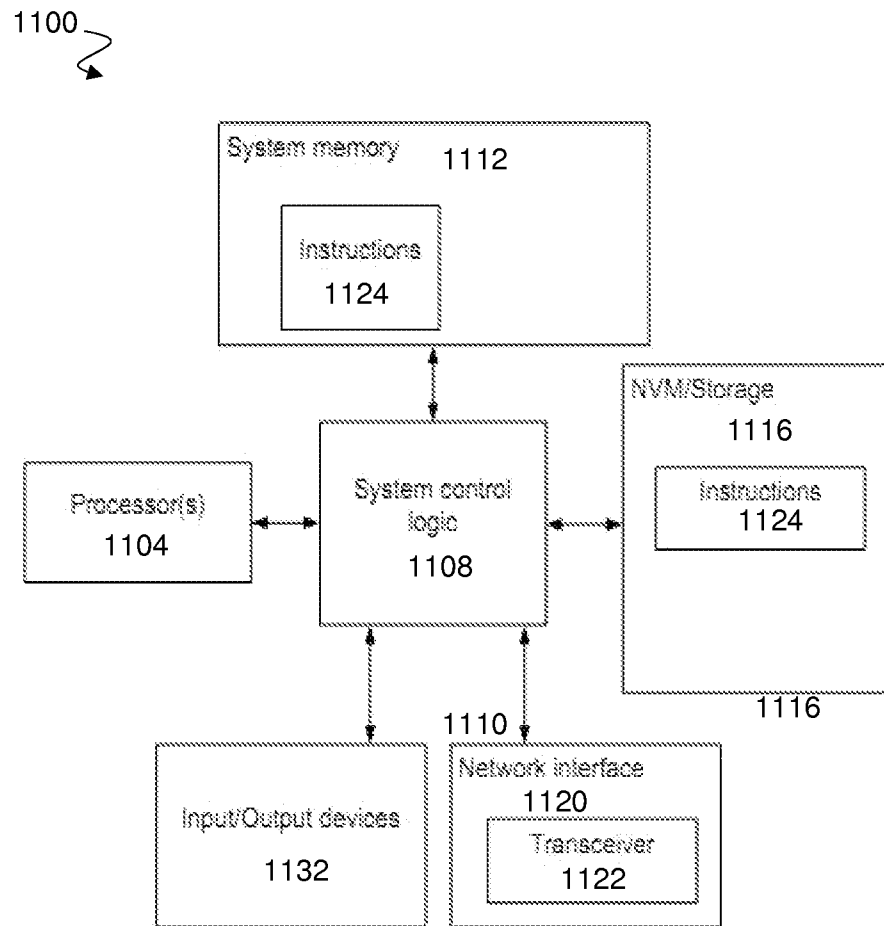 1100
System memory
1112
Instructions
1124
NVM/Storage
1116
Instructions
1124
Processor(s)
1104
System control
logic
1108
1116
1110
Network interface
1120
Transceiver
1122
Input/Output devices
1132